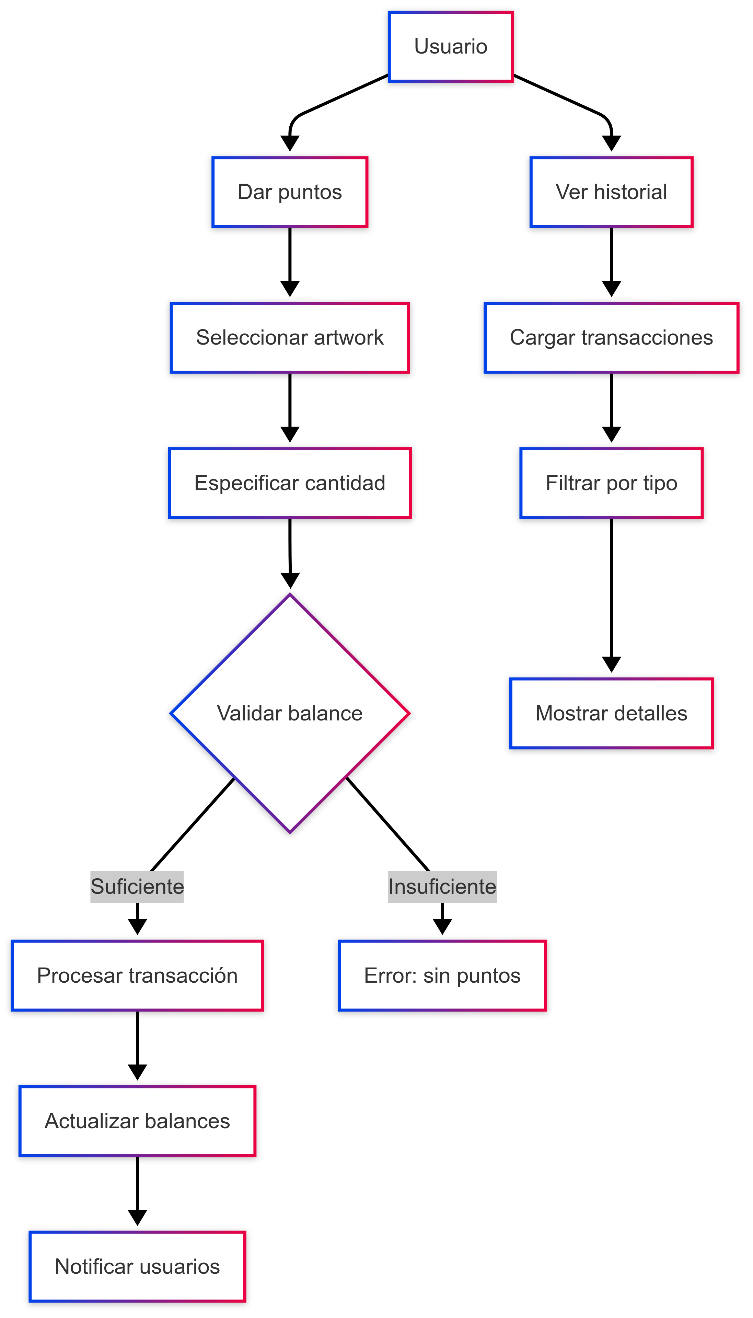 Usuario
Dar puntos
Ver historial
Seleccionar artwork
Cargar transacciones
Especificar cantidad
Filtrar por tipo
Validar balance
Mostrar detalles
Suficiente
Insuficiente
Procesar transacción
Error: sin puntos
Actualizar balances
Notificar usuarios